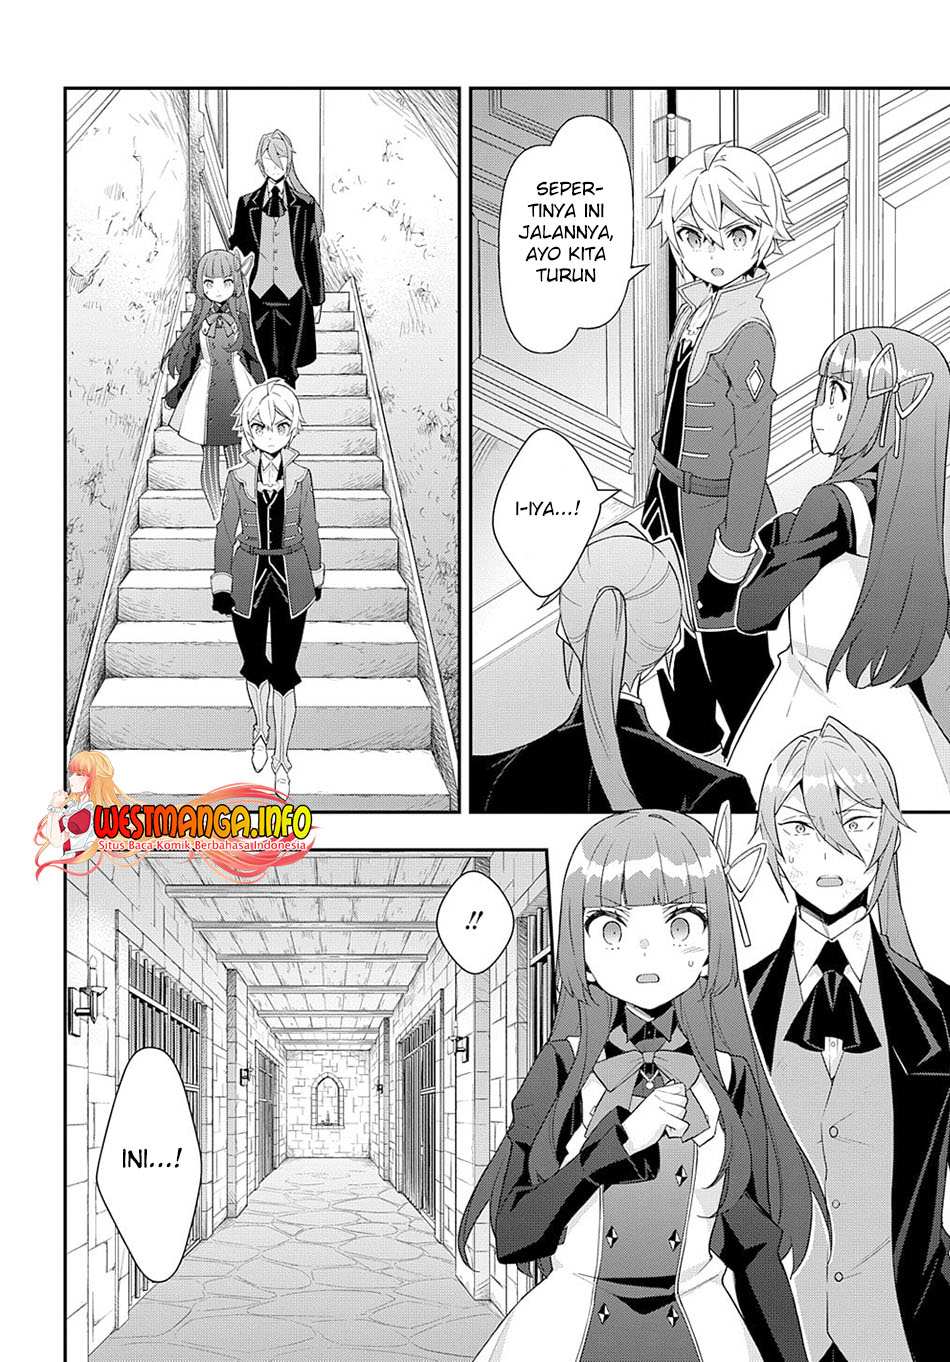 SEPER-
TINYA INI
JALANNYA,
AYO KITA
TURUN
I-IYA...!
WESTMANGA.INFO
Situs Baca Komik Berbahasa Indonesia
!!
INI...!